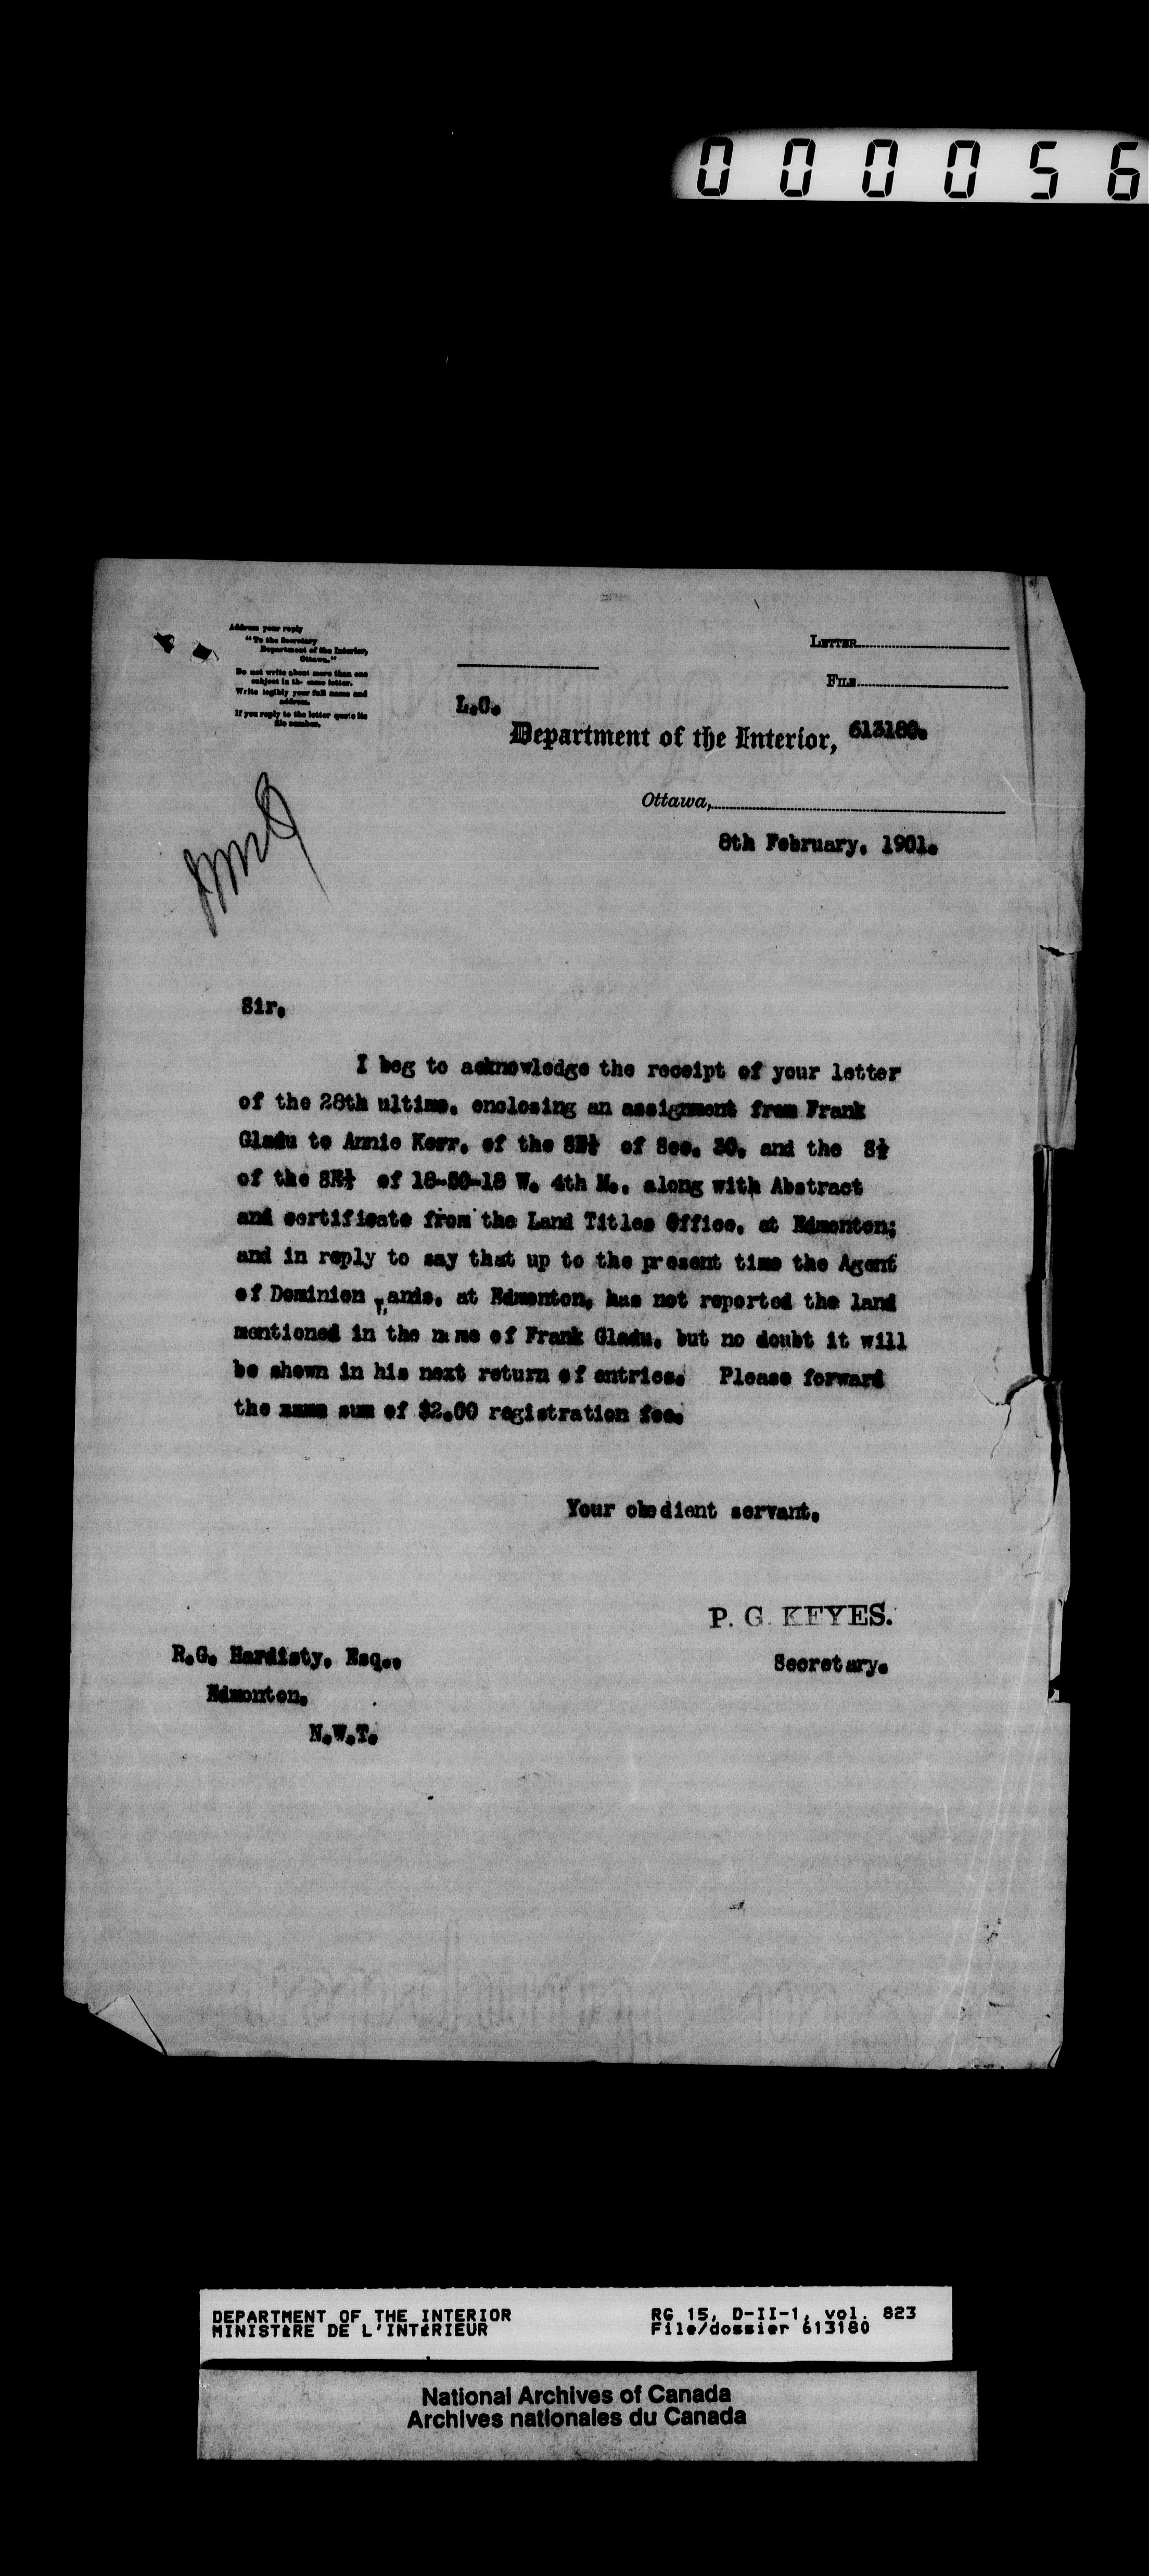 000056
Address your reply
"To the Secretary
Department of the Interior,
Ottawa."
Do not write about more than one
subject in the same letter.
Write legibly your full name and
address.
If you reply to the letter quote its
file number.
LETTER
FILE
L.C.
Department of the Interior, 613180.
Ottawa,
8th February, 1901.
Sir,
I beg to acknowledge the receipt of your letter
of the 28th ultimo, enclosing an assignment from Frank
Gladu to Annie Kerr, of the SE¼ of Sec. 30, and the S½
of the SE¼ of 18-50-18 W. 4th M., along with Abstract
and certificate from the Land Titles Office, at Edmonton;
and in reply to say that up to the present time the Agent
of Dominion Lands, at Edmonton, has not reported the land
mentioned in the name of Frank Gladu, but no doubt it will
be shown in his next return of entries. Please forward
the sum of $2.00 registration fee.
Your obedient servant,
P. G. KEYES.
Secretary.
R.G. Hardisty, Esq.,
Edmonton,
N.W.T.
DEPARTMENT OF THE INTERIOR
MINISTÈRE DE L'INTÉRIEUR
RG 15, D-II-1, vol. 823
File/dossier 613180
National Archives of Canada
Archives nationales du Canada